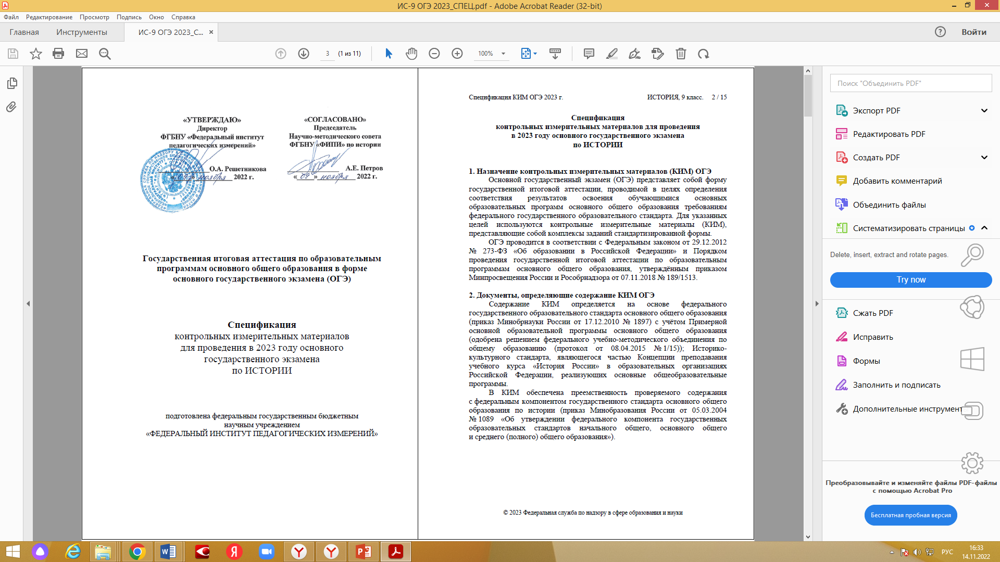 ИС-9 ОГЭ 2023_СПЕЦ.pdf - Adobe Acrobat Reader (32-bit)
Файл Редактирование Просмотр Подпись Окно Справка
Главная Инструменты ИС-9 ОГЭ 2023_С... × Войти
3 (1 из 11) 100%
«УТВЕРЖДАЮ»
Директор
ФГБНУ «Федеральный институт
педагогических измерений»
О.А. Решетникова
«09» ноября 2022 г.
«СОГЛАСОВАНО»
Председатель
Научно-методического совета
ФГБНУ «ФИПИ» по истории
А.Е. Петров
«09» ноября 2022 г.
Государственная итоговая аттестация по образовательным
программам основного общего образования в форме
основного государственного экзамена (ОГЭ)
Спецификация
контрольных измерительных материалов
для проведения в 2023 году основного
государственного экзамена
по ИСТОРИИ
подготовлена федеральным государственным бюджетным
научным учреждением
«ФЕДЕРАЛЬНЫЙ ИНСТИТУТ ПЕДАГОГИЧЕСКИХ ИЗМЕРЕНИЙ»
Спецификация КИМ ОГЭ 2023 г. ИСТОРИЯ, 9 класс. 2 / 15
Спецификация
контрольных измерительных материалов для проведения
в 2023 году основного государственного экзамена
по ИСТОРИИ
1. Назначение контрольных измерительных материалов (КИМ) ОГЭ
Основной государственный экзамен (ОГЭ) представляет собой форму
государственной итоговой аттестации, проводимой в целях определения
соответствия результатов освоения обучающимися основных
образовательных программ основного общего образования требованиям
федерального государственного образовательного стандарта. Для указанных
целей используются контрольные измерительные материалы (КИМ),
представляющие собой комплексы заданий стандартизированной формы.
ОГЭ проводится в соответствии с Федеральным законом от 29.12.2012
№ 273-ФЗ «Об образовании в Российской Федерации» и Порядком
проведения государственной итоговой аттестации по образовательным
программам основного общего образования, утверждённым приказом
Минпросвещения России и Рособрнадзора от 07.11.2018 № 189/1513.
2. Документы, определяющие содержание КИМ ОГЭ
Содержание КИМ определяется на основе федерального
государственного образовательного стандарта основного общего образования
(приказ Минобрнауки России от 17.12.2010 № 1897) с учётом Примерной
основной образовательной программы основного общего образования
(одобрена решением федерального учебно-методического объединения по
общему образованию (протокол от 08.04.2015 № 1/15)); Историко-
культурного стандарта, являющегося частью Концепции преподавания
учебного курса «История России» в образовательных организациях
Российской Федерации, реализующих основные общеобразовательные
программы.
В КИМ обеспечена преемственность проверяемого содержания
с федеральным компонентом государственного стандарта основного общего
образования по истории (приказ Минобразования России от 05.03.2004
№ 1089 «Об утверждении федерального компонента государственных
образовательных стандартов начального общего, основного общего
и среднего (полного) общего образования»).
© 2023 Федеральная служба по надзору в сфере образования и науки
Поиск "Объединить PDF"
Экспорт PDF
Редактировать PDF
Создать PDF
Добавить комментарий
Объединить файлы
Систематизировать страницы
Delete, insert, extract and rotate pages.
Try now
Сжать PDF
Исправить
Формы
Заполнить и подписать
Дополнительные инструмент
Преобразовывайте и изменяйте файлы PDF-файлы
с помощью Acrobat Pro
Бесплатная пробная версия
РУС
16:33
14.11.2022